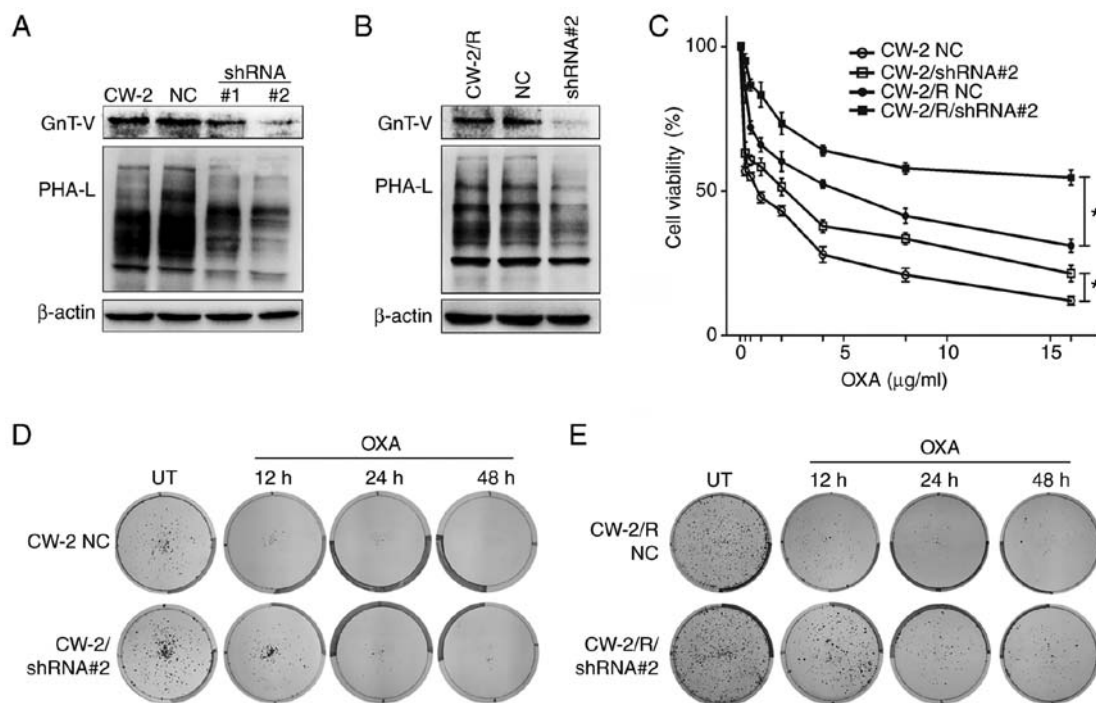 A
shRNA
CW-2 NC #1 #2
GnT-V
PHA-L
β-actin
B
CW-2/R
NC
shRNA#2
GnT-V
PHA-L
β-actin
C
CW-2 NC
CW-2/shRNA#2
CW-2/R NC
CW-2/R/shRNA#2
Cell viability (%)
100
50
0
0 5 10 15
OXA (μg/ml)
*
*
D
OXA
UT 12 h 24 h 48 h
CW-2 NC
CW-2/
shRNA#2
E
OXA
UT 12 h 24 h 48 h
CW-2/R
NC
CW-2/R/
shRNA#2